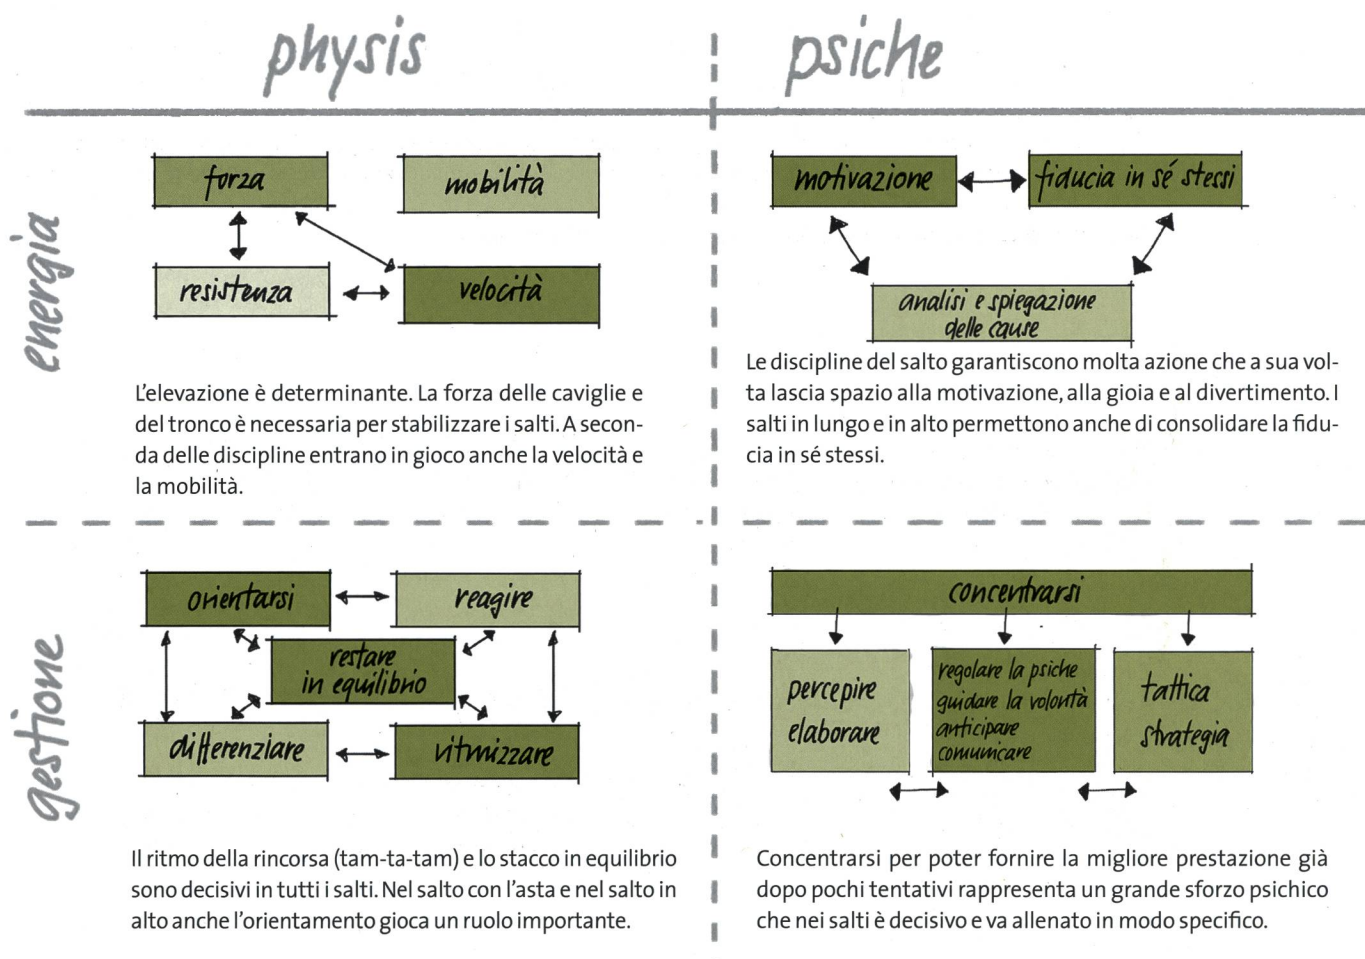 physis
psiche
energia
forza
mobilità
resistenza
velocità
L'elevazione è determinante. La forza delle caviglie e
del tronco è necessaria per stabilizzare i salti. A secon-
da delle discipline entrano in gioco anche la velocità e
la mobilità.
motivazione
fiducia in sé stessi
analisi e spiegazione
delle cause
Le discipline del salto garantiscono molta azione che a sua vol-
ta lascia spazio alla motivazione, alla gioia e al divertimento. I
salti in lungo e in alto permettono anche di consolidare la fidu-
cia in sé stessi.
gestione
orientarsi
reagire
restare
in equilibrio
differenziare
ritmizzare
Il ritmo della rincorsa (tam-ta-tam) e lo stacco in equilibrio
sono decisivi in tutti i salti. Nel salto con l'asta e nel salto in
alto anche l'orientamento gioca un ruolo importante.
concentrarsi
percepire
elaborare
regolare la psiche
guidare la volontà
anticipare
comunicare
tattica
strategia
Concentrarsi per poter fornire la migliore prestazione già
dopo pochi tentativi rappresenta un grande sforzo psichico
che nei salti è decisivo e va allenato in modo specifico.